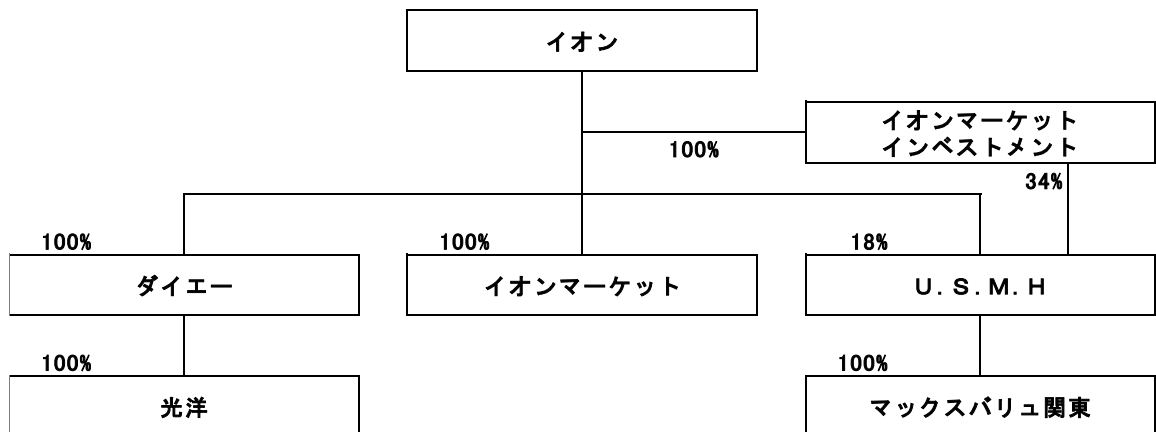 イオン
イオンマーケット
インベストメント
100%
34%
100%
100%
18%
ダイエー
イオンマーケット
Ｕ．Ｓ．Ｍ．Ｈ
100%
100%
光洋
マックスバリュ関東